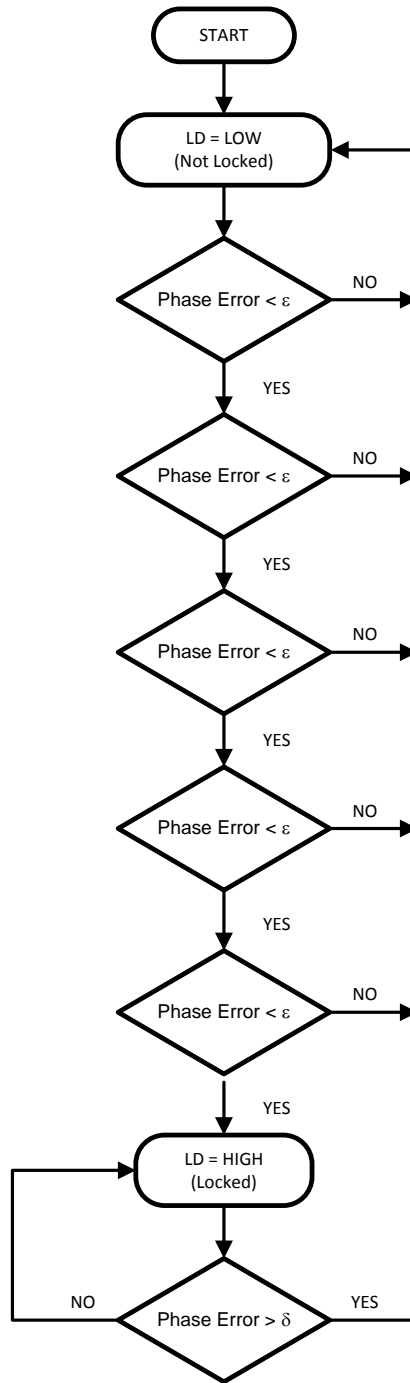 START
LD = LOW
(Not Locked)
Phase Error < ε
NO
YES
Phase Error < ε
NO
YES
Phase Error < ε
NO
YES
Phase Error < ε
NO
YES
Phase Error < ε
NO
YES
LD = HIGH
(Locked)
NO
Phase Error > δ
YES